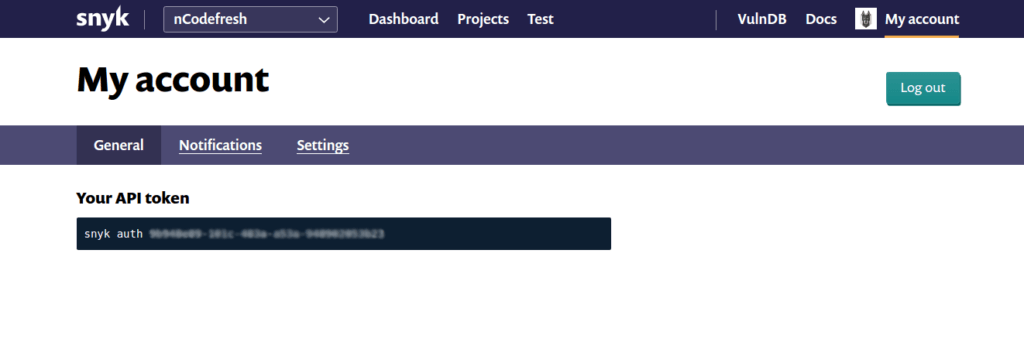 snyk nCodefresh Dashboard Projects Test VulnDB Docs My account
My account
Log out
General Notifications Settings
Your API token
snyk auth